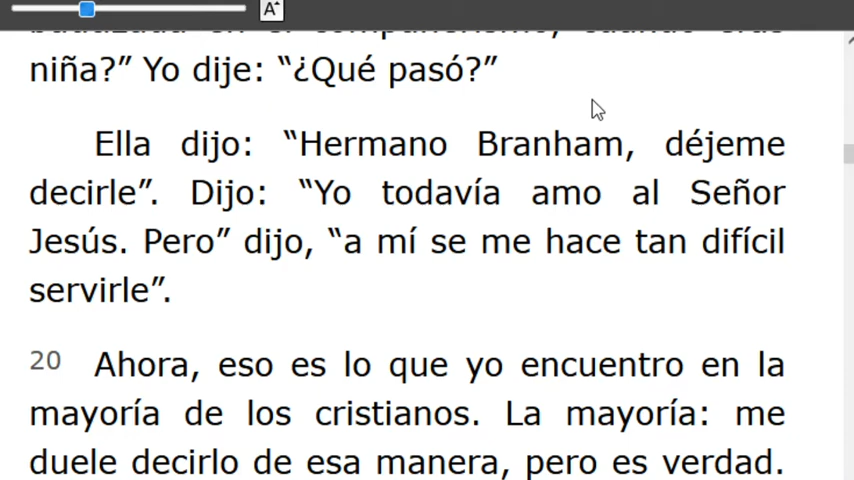 A
niña?” Yo dije: “¿Qué pasó?”
Ella dijo: “Hermano Branham, déjeme
decirle”. Dijo: “Yo todavía amo al Señor
Jesús. Pero” dijo, “a mí se me hace tan difícil
servirle”.
20 Ahora, eso es lo que yo encuentro en la
mayoría de los cristianos. La mayoría: me
duele decirlo de esa manera, pero es verdad.